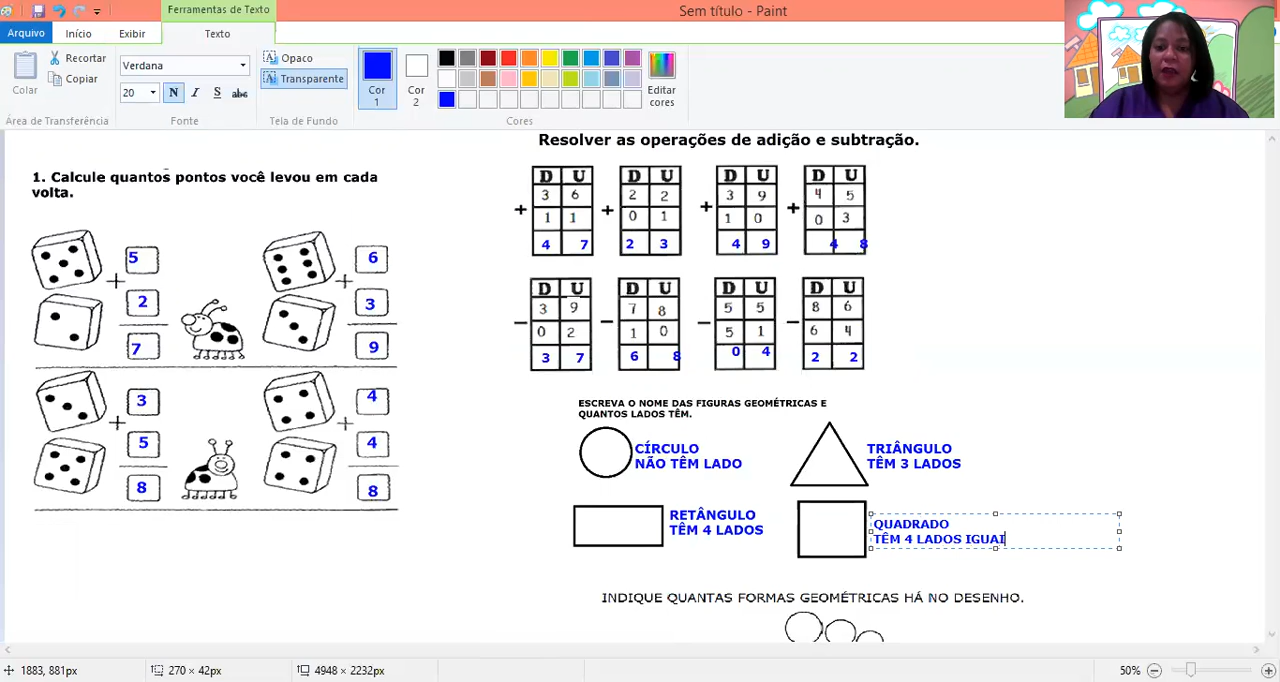 Ferramentas de Texto
Sem título - Paint
Arquivo
Início
Exibir
Texto
Colar
Recortar
Copiar
Área de Transferência
Verdana
20
N
I
S
abc
Fonte
Opaco
Transparente
Tela de Fundo
Cor
1
Cor
2
Editar
cores
Cores
1. Calcule quantos pontos você levou em cada
volta.
5
+
2
7
6
+
3
9
3
+
5
8
4
+
4
8
Resolver as operações de adição e subtração.
D U
3 6
+ 1 1
4 7
D U
2 2
+ 0 1
2 3
D U
3 9
+ 1 0
4 9
D U
4 5
+ 0 3
4 8
D U
3 9
− 0 2
3 7
D U
7 8
− 1 0
6 8
D U
5 5
− 5 1
0 4
D U
8 6
− 6 4
2 2
ESCREVA O NOME DAS FIGURAS GEOMÉTRICAS E
QUANTOS LADOS TÊM.
CÍRCULO
NÃO TÊM LADO
TRIÂNGULO
TÊM 3 LADOS
RETÂNGULO
TÊM 4 LADOS
QUADRADO
TÊM 4 LADOS IGUAI
INDIQUE QUANTAS FORMAS GEOMÉTRICAS HÁ NO DESENHO.
1883, 881px
270 × 42px
4948 × 2232px
50%